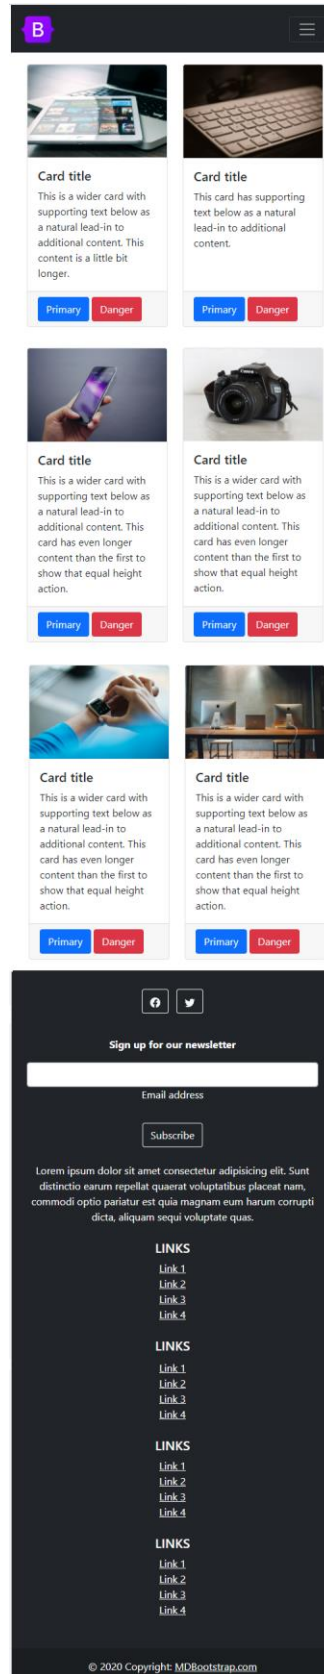 B
Card title
This is a wider card with
supporting text below as
a natural lead-in to
additional content. This
content is a little bit
longer.
Primary Danger
Card title
This card has supporting
text below as a natural
lead-in to additional
content.
Primary Danger
Card title
This is a wider card with
supporting text below as
a natural lead-in to
additional content. This
card has even longer
content than the first to
show that equal height
action.
Primary Danger
Canon
Card title
This is a wider card with
supporting text below as
a natural lead-in to
additional content. This
card has even longer
content than the first to
show that equal height
action.
Primary Danger
Card title
This is a wider card with
supporting text below as
a natural lead-in to
additional content. This
card has even longer
content than the first to
show that equal height
action.
Primary Danger
Card title
This is a wider card with
supporting text below as
a natural lead-in to
additional content. This
card has even longer
content than the first to
show that equal height
action.
Primary Danger
Sign up for our newsletter
Email address
Subscribe
Lorem ipsum dolor sit amet consectetur adipisicing elit. Sunt
distinctio earum repellat quaerat voluptatibus placeat nam,
commodi optio pariatur est quia magnam eum harum corrupti
dicta, aliquam sequi voluptate quas.
LINKS
Link 1
Link 2
Link 3
Link 4
LINKS
Link 1
Link 2
Link 3
Link 4
LINKS
Link 1
Link 2
Link 3
Link 4
LINKS
Link 1
Link 2
Link 3
Link 4
© 2020 Copyright: MDBootstrap.com